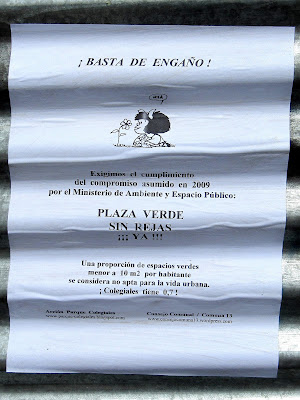 ¡ BASTA DE ENGAÑO !
Exigimos el cumplimiento
del compromiso asumido en 2009
por el Ministerio de Ambiente y Espacio Público:
PLAZA VERDE
SIN REJAS
¡¡¡ YA !!!
Una proporción de espacios verdes
menor a 10 m2 por habitante
se considera no apta para la vida urbana.
¡ Colegiales tiene 0,7 !
Acción Parque Colegiales
Consejo Comunal / Comuna 13